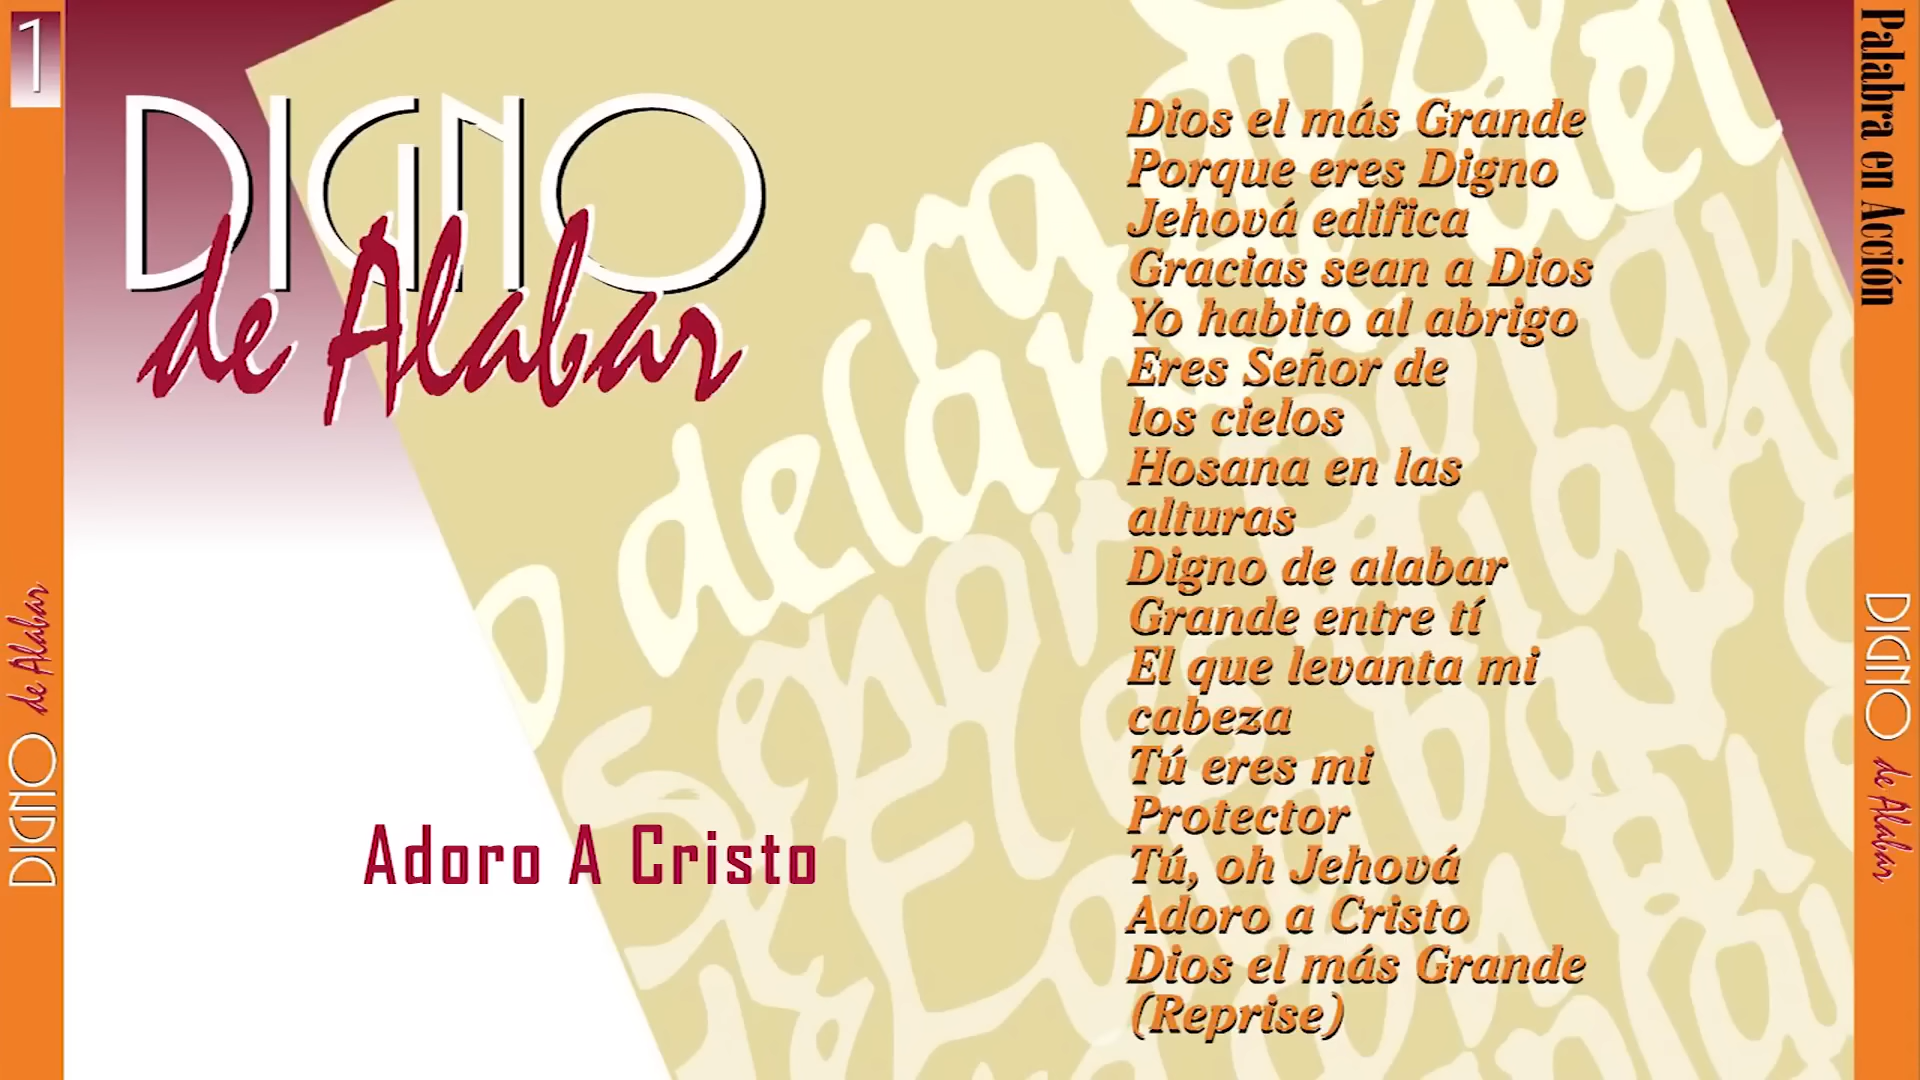 1
DIGNO
de Alabar
DIGNO de Alabar
Adoro A Cristo
Dios el más Grande
Porque eres Digno
Jehová edifica
Gracias sean a Dios
Yo habito al abrigo
Eres Señor de
los cielos
Hosana en las
alturas
Digno de alabar
Grande entre tí
El que levanta mi
cabeza
Tú eres mi
Protector
Tú, oh Jehová
Adoro a Cristo
Dios el más Grande
(Reprise)
Palabra en Acción
DIGNO de Alabar